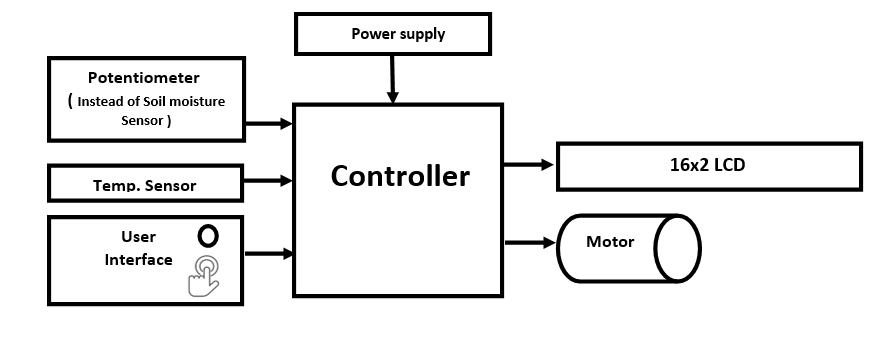 Power supply
Potentiometer
( Instead of Soil moisture
Sensor )
Controller
16x2 LCD
Temp. Sensor
User
Interface
Motor